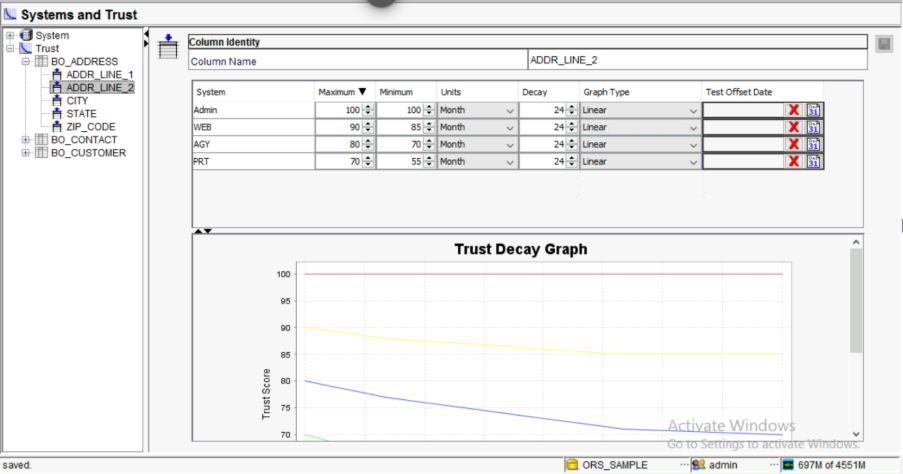 Systems and Trust
System
Trust
BO_ADDRESS
ADDR_LINE_1
ADDR_LINE_2
CITY
STATE
ZIP_CODE
BO_CONTACT
BO_CUSTOMER
Column Identity
Column Name ADDR_LINE_2
System Maximum ▼ Minimum Units Decay Graph Type Test Offset Date
Admin 100 100 Month 24 Linear 31
WEB 90 85 Month 24 Linear 31
AGY 80 70 Month 24 Linear 31
PRT 70 55 Month 24 Linear 31
Trust Decay Graph
100
95
90
85
80
75
70
Trust Score
Activate Windows
Go to Settings to activate Windows.
saved.
ORS_SAMPLE ··· admin ··· 697M of 4551M